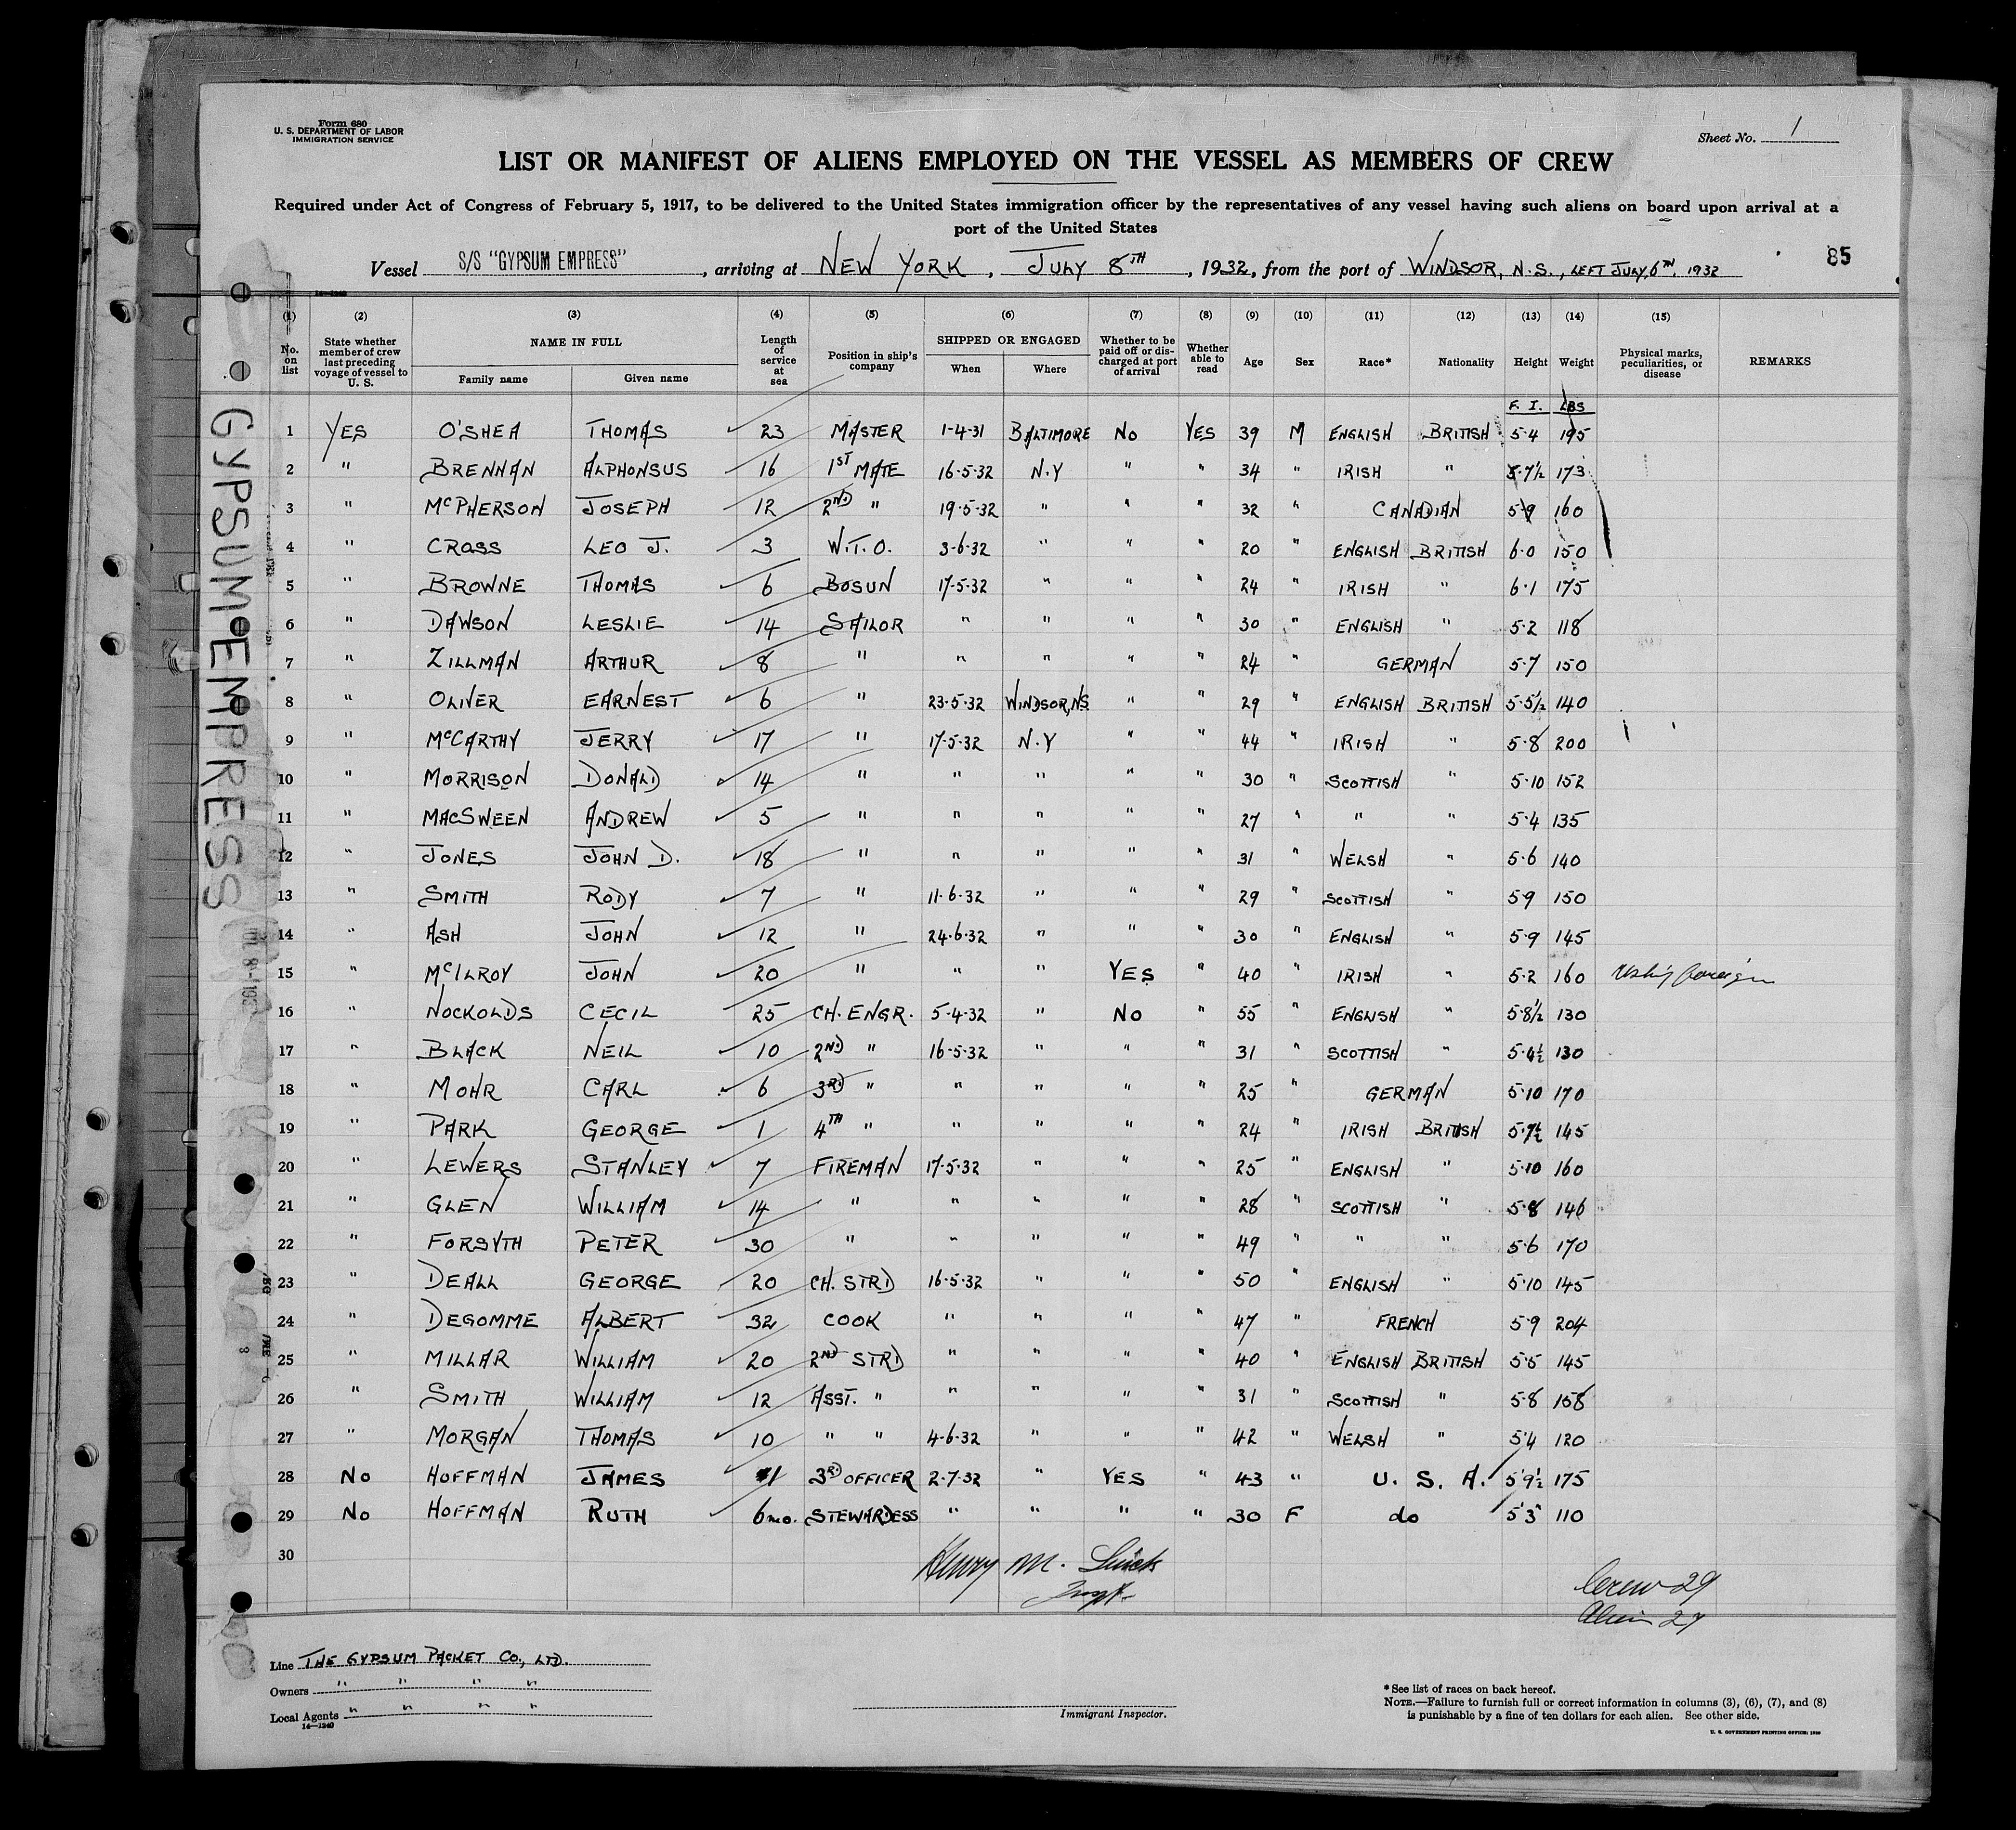 Form 680
U. S. DEPARTMENT OF LABOR
IMMIGRATION SERVICE
Sheet No. 1
LIST OR MANIFEST OF ALIENS EMPLOYED ON THE VESSEL AS MEMBERS OF CREW
Required under Act of Congress of February 5, 1917, to be delivered to the United States immigration officer by the representatives of any vessel having such aliens on board upon arrival at a
port of the United States
Vessel S/S "GYPSUM EMPRESS", arriving at NEW YORK, JULY 8TH, 1932, from the port of WINDSOR, N.S., LEFT JULY, 6TH, 1932
85
(1) (2) (3) (4) (5) (6) (7) (8) (9) (10) (11) (12) (13) (14) (15)
No. on list State whether member of crew last preceding voyage of vessel to U. S. NAME IN FULL Family name Given name Length of service at sea Position in ship's company SHIPPED OR ENGAGED When Where Whether to be paid off or discharged at port of arrival Whether able to read Age Sex Race* Nationality Height Weight Physical marks, peculiarities, or disease REMARKS
F. I. LBS
1 YES O'SHEA THOMAS 23 MASTER 1-4-31 BALTIMORE NO YES 39 M ENGLISH BRITISH 5-4 195
2 " BRENNAN ALPHONSUS 16 1ST MATE 16-5-32 N.Y " " 34 " IRISH " 5-7½ 173
3 " McPHERSON JOSEPH 12 2ND " 19-5-32 " " " 32 " CANADIAN 5-9 160
4 " CROSS LEO J. 3 W.T.O. 3-6-32 " " " 20 " ENGLISH BRITISH 6-0 150
5 " BROWNE THOMAS 6 BOSUN 17-5-32 " " " 24 " IRISH " 6-1 175
6 " DAWSON LESLIE 14 SAILOR " " " " 30 " ENGLISH " 5-2 118
7 " ZILLMAN ARTHUR 8 " " " " " 24 " GERMAN 5-7 150
8 " OLIVER EARNEST 6 " 23-5-32 WINDSOR, N.S. " " 29 " ENGLISH BRITISH 5-5½ 140
9 " McCARTHY JERRY 17 " 17-5-32 N.Y " " 44 " IRISH " 5-8 200
10 " MORRISON DONALD 14 " " " " " 30 " SCOTTISH " 5-10 152
11 " MACSWEEN ANDREW 5 " " " " " 27 " " " 5-4 135
12 " JONES JOHN D. 18 " " " " " 31 " WELSH " 5-6 140
13 " SMITH RODY 7 " 11-6-32 " " " 29 " SCOTTISH " 5-9 150
14 " ASH JOHN 12 " 24-6-32 " " " 30 " ENGLISH " 5-9 145
15 " McILROY JOHN 20 " " " YES " 40 " IRISH " 5-2 160 foreign
16 " NOCKOLDS CECIL 25 CH. ENGR. 5-4-32 " NO " 55 " ENGLISH " 5-8½ 130
17 " BLACK NEIL 10 2ND " 16-5-32 " " " 31 " SCOTTISH " 5-4½ 130
18 " MOHR CARL 6 3RD " " " " " 25 " GERMAN 5-10 170
19 " PARK GEORGE 1 4TH " " " " " 24 " IRISH BRITISH 5-7½ 145
20 " LEWERS STANLEY 7 FIREMAN 17-5-32 " " " 25 " ENGLISH " 5-10 160
21 " GLEN WILLIAM 14 " " " " " 28 " SCOTTISH " 5-8 146
22 " FORSYTH PETER 30 " " " " " 49 " " " 5-6 170
23 " DEALL GEORGE 20 CH. STRD 16-5-32 " " " 50 " ENGLISH " 5-10 145
24 " DEGOMME ALBERT 32 COOK " " " " 47 " FRENCH 5-9 204
25 " MILLAR WILLIAM 20 2ND STRD " " " " 40 " ENGLISH BRITISH 5-5 145
26 " SMITH WILLIAM 12 ASST. " " " " " 31 " SCOTTISH " 5-8 158
27 " MORGAN THOMAS 10 " " 4-6-32 " " " 42 " WELSH " 5-4 120
28 NO HOFFMAN JAMES 3RD OFFICER 2-7-32 " YES " 43 " U. S. A. 5'9½ 175
29 NO HOFFMAN RUTH 6mo. STEWARDESS " " " " 30 F do 5'3" 110
30
Henry M.
Inspt.
Crew 29
Alien 27
Line THE GYPSUM PACKET CO., LTD.
Owners " " " "
Local Agents " " " "
14—1240
Immigrant Inspector.
* See list of races on back hereof.
NOTE.—Failure to furnish full or correct information in columns (3), (6), (7), and (8)
is punishable by a fine of ten dollars for each alien. See other side.
GYPSUM EMPRESS